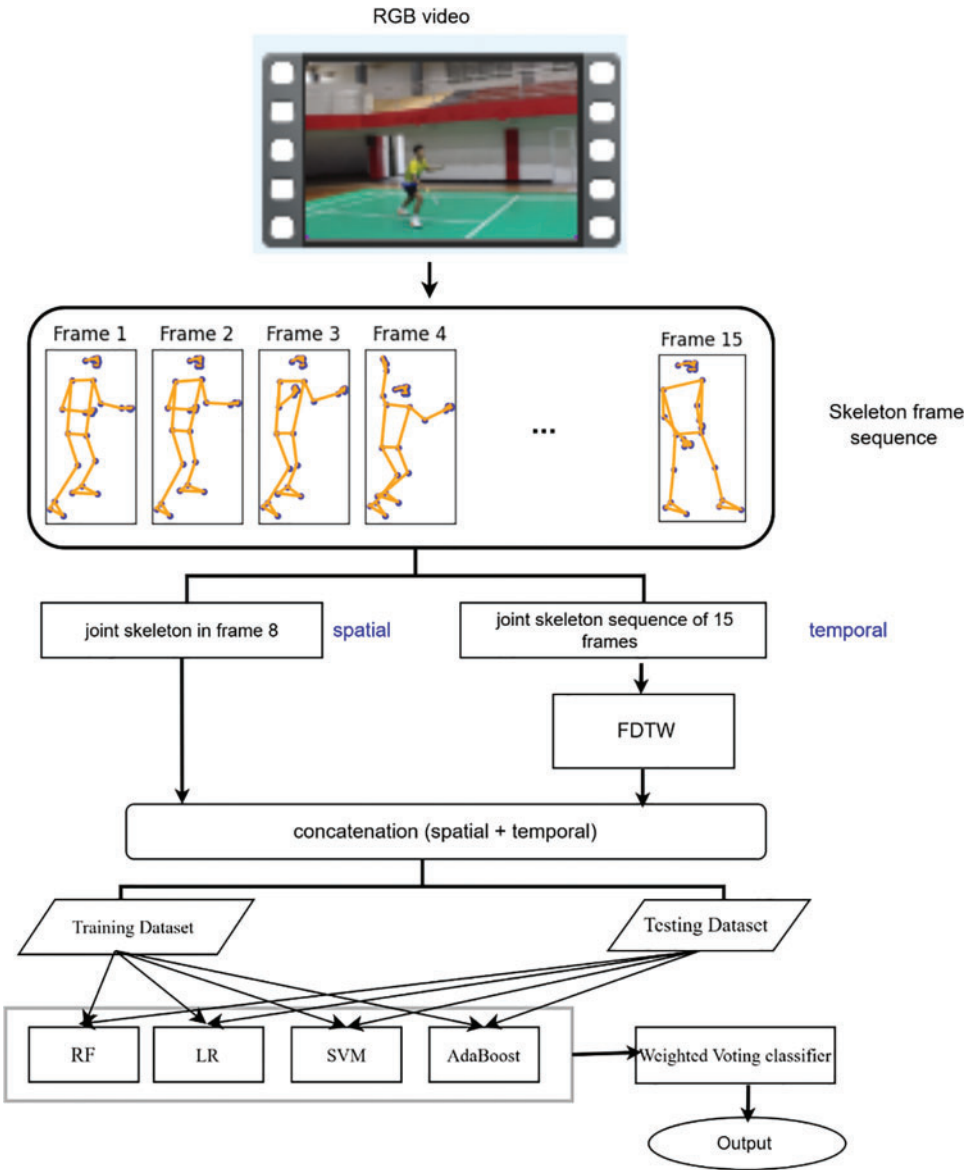 RGB video
Frame 1
Frame 2
Frame 3
Frame 4
...
Frame 15
Skeleton frame
sequence
joint skeleton in frame 8
spatial
joint skeleton sequence of 15
frames
temporal
FDTW
concatenation (spatial + temporal)
Training Dataset
Testing Dataset
RF
LR
SVM
AdaBoost
Weighted Voting classifier
Output